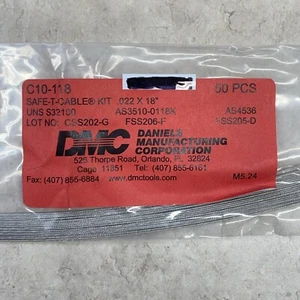 C10-118 50 PCS
SAFE-T-CABLE® KIT .032 X 18"
UNS S32100 AS3510-0118K AS4536
LOT NO: CSS202-G FSS206-F FSS205-D
DMC DANIELS
MANUFACTURING
CORPORATION
526 Thorpe Road, Orlando, FL 32824
Cage 11851 Tel: (407) 855-6161
Fax: (407) 855-6884 www.dmctools.com M5.24